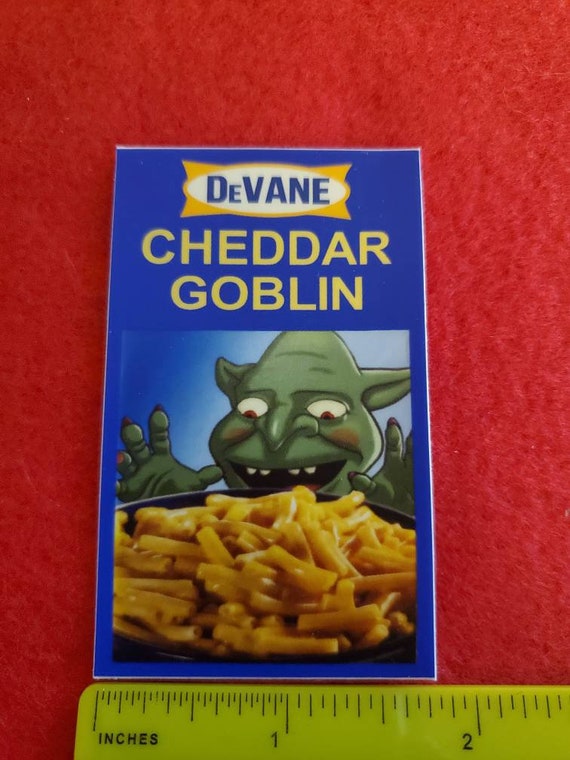 DeVANE
CHEDDAR
GOBLIN
INCHES 1 2